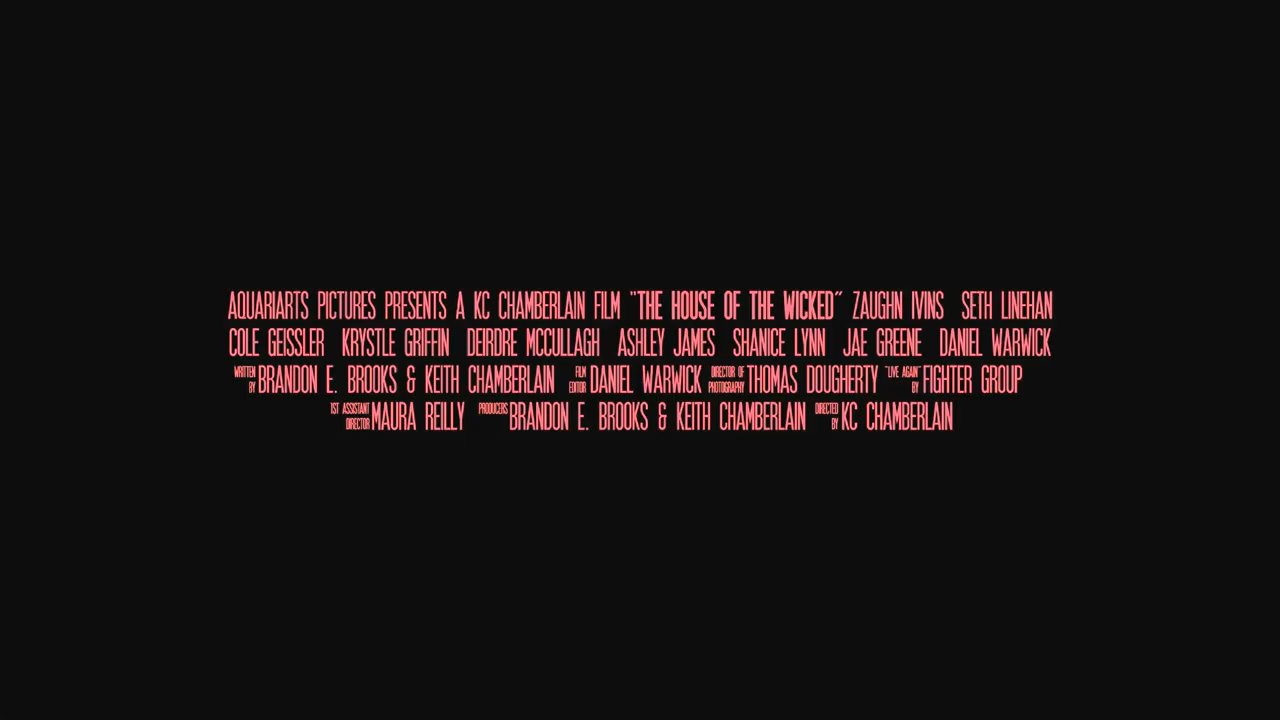 AQUARIARTS PICTURES PRESENTS A KC CHAMBERLAIN FILM "THE HOUSE OF THE WICKED" ZAUGHN IVINS SETH LINEHAN
COLE GEISSLER KRYSTLE GRIFFIN DEIRDRE MCCULLAGH ASHLEY JAMES SHANICE LYNN JAE GREENE DANIEL WARWICK
WRITTEN BY BRANDON E. BROOKS & KEITH CHAMBERLAIN FILM EDITOR DANIEL WARWICK DIRECTOR OF PHOTOGRAPHY THOMAS DOUGHERTY "LIVE AGAIN" BY FIGHTER GROUP
1ST ASSISTANT DIRECTOR MAURA REILLY PRODUCERS BRANDON E. BROOKS & KEITH CHAMBERLAIN DIRECTED BY KC CHAMBERLAIN